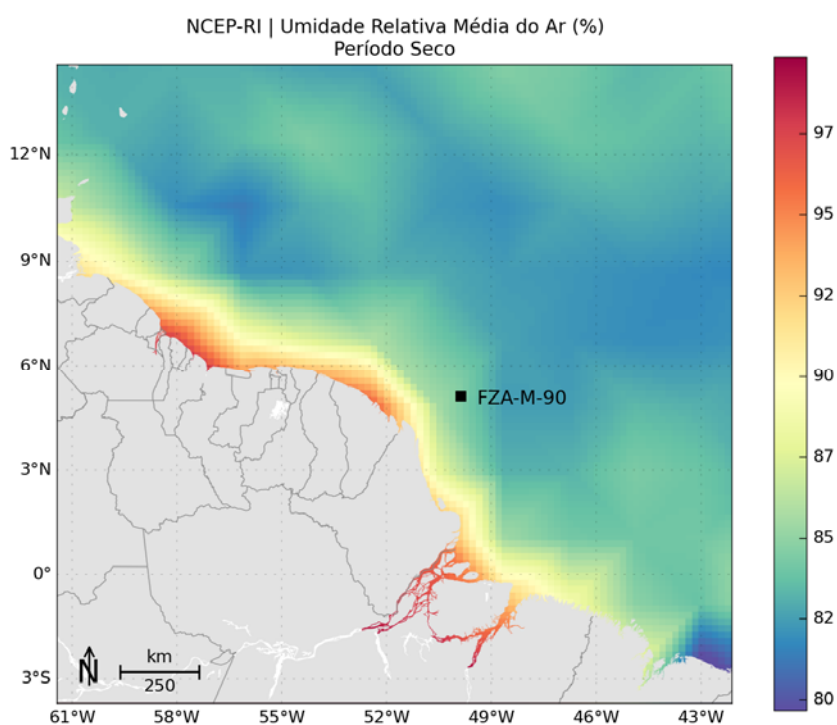 NCEP-RI | Umidade Relativa Média do Ar (%)
Período Seco
12°N
9°N
6°N
3°N
0°
3°S
61°W
58°W
55°W
52°W
49°W
46°W
43°W
FZA-M-90
N
km
250
97
95
92
90
87
85
82
80